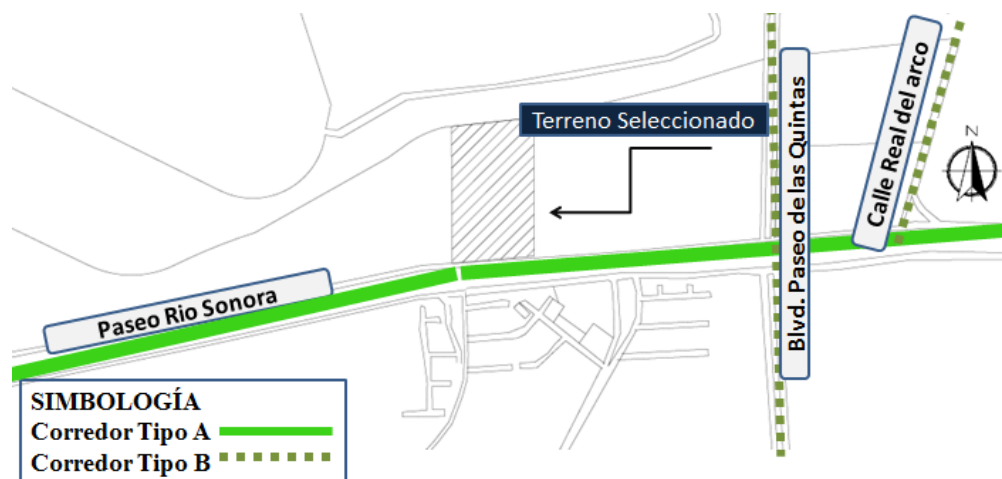 Terreno Seleccionado
Blvd. Paseo de las Quintas
Calle Real del arco
N
Paseo Rio Sonora
SIMBOLOGÍA
Corredor Tipo A
Corredor Tipo B